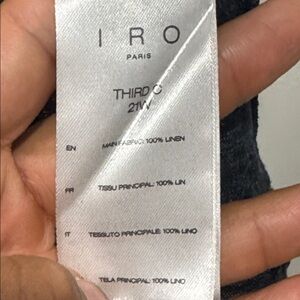 IRO
PARIS
THIRD C
21W
EN MAIN FABRIC: 100% LINEN
FR TISSU PRINCIPAL: 100% LIN
IT TESSUTO PRINCIPALE: 100% LINO
TELA PRINCIPAL: 100% LINO